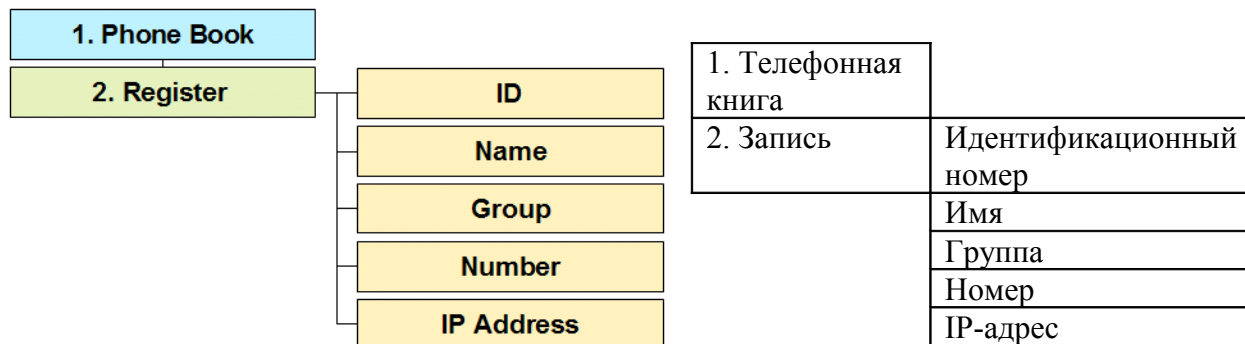 1. Phone Book
2. Register
ID
Name
Group
Number
IP Address
1. Телефонная
книга
2. Запись
Идентификационный
номер
Имя
Группа
Номер
IP-адрес